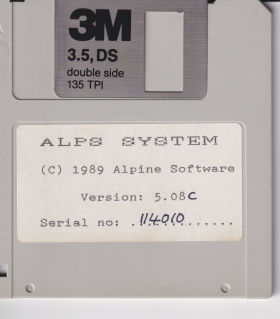 3M
3.5, DS
double side
135 TPI
ALPS SYSTEM
(C) 1989 Alpine Software
Version: 5.08C
Serial no: .114010............